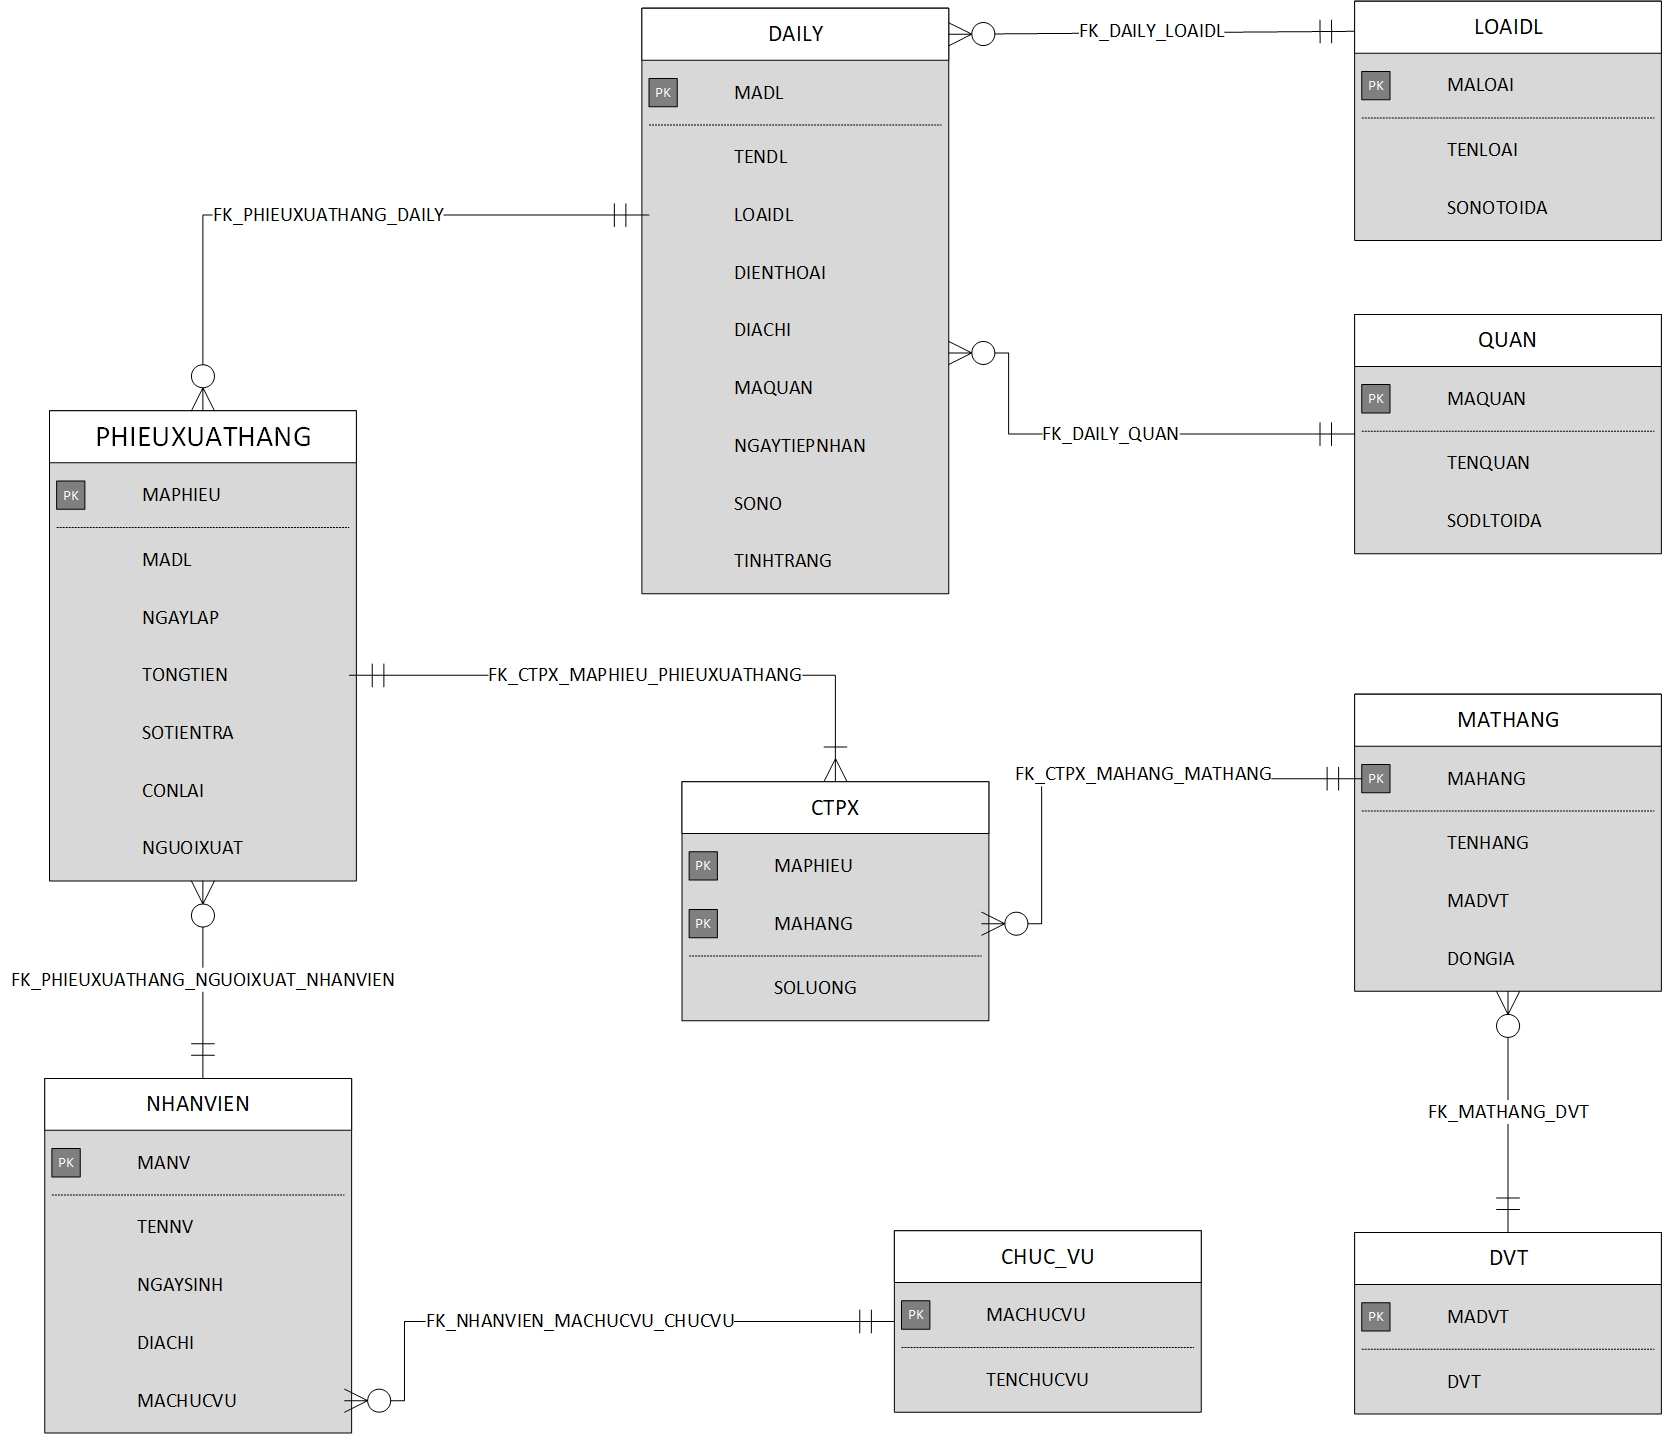 DAILY
PK MADL
TENDL
LOAIDL
DIENTHOAI
DIACHI
MAQUAN
NGAYTIEPNHAN
SONO
TINHTRANG
FK_DAILY_LOAIDL
LOAIDL
PK MALOAI
TENLOAI
SONOTOIDA
FK_PHIEUXUATHANG_DAILY
FK_DAILY_QUAN
QUAN
PK MAQUAN
TENQUAN
SODLTOIDA
PHIEUXUATHANG
PK MAPHIEU
MADL
NGAYLAP
TONGTIEN
SOTIENTRA
CONLAI
NGUOIXUAT
FK_CTPX_MAPHIEU_PHIEUXUATHANG
CTPX
PK MAPHIEU
PK MAHANG
SOLUONG
FK_CTPX_MAHANG_MATHANG
MATHANG
PK MAHANG
TENHANG
MADVT
DONGIA
FK_PHIEUXUATHANG_NGUOIXUAT_NHANVIEN
FK_MATHANG_DVT
NHANVIEN
PK MANV
TENNV
NGAYSINH
DIACHI
MACHUCVU
FK_NHANVIEN_MACHUCVU_CHUCVU
CHUC_VU
PK MACHUCVU
TENCHUCVU
DVT
PK MADVT
DVT